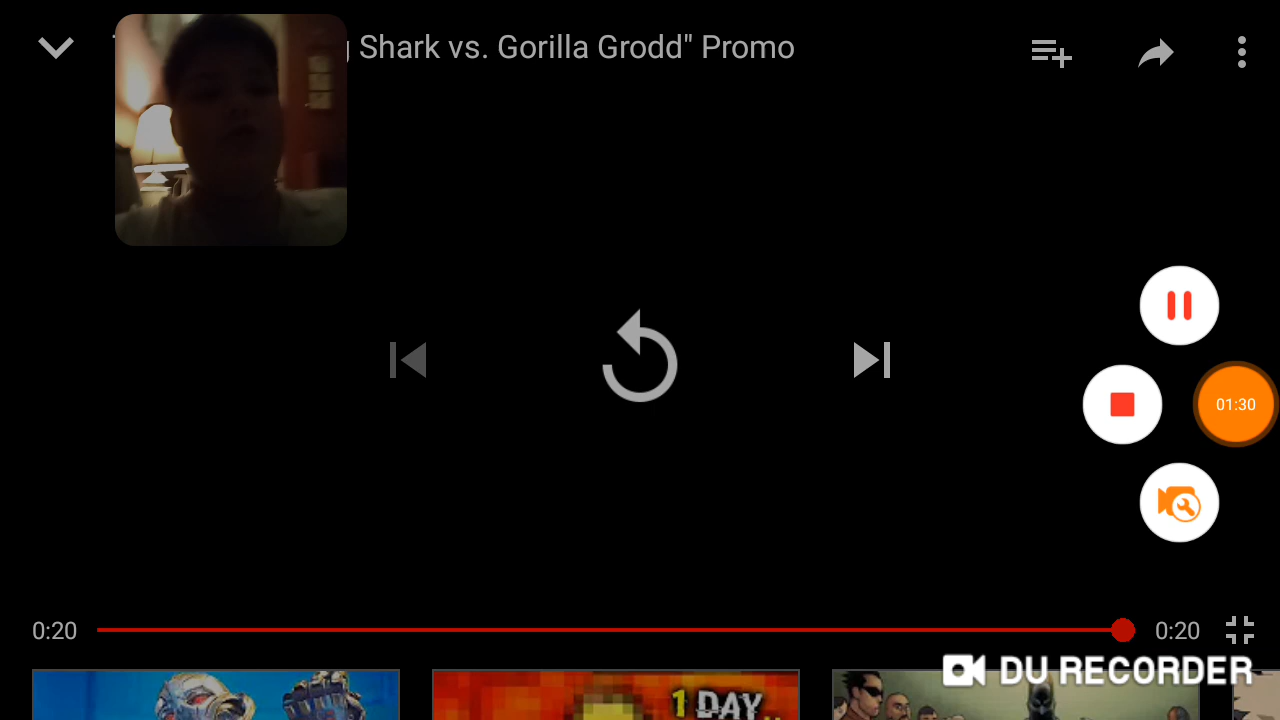 Shark vs. Gorilla Grodd" Promo
01:30
0:20
0:20
DU RECORDER
1 DAY